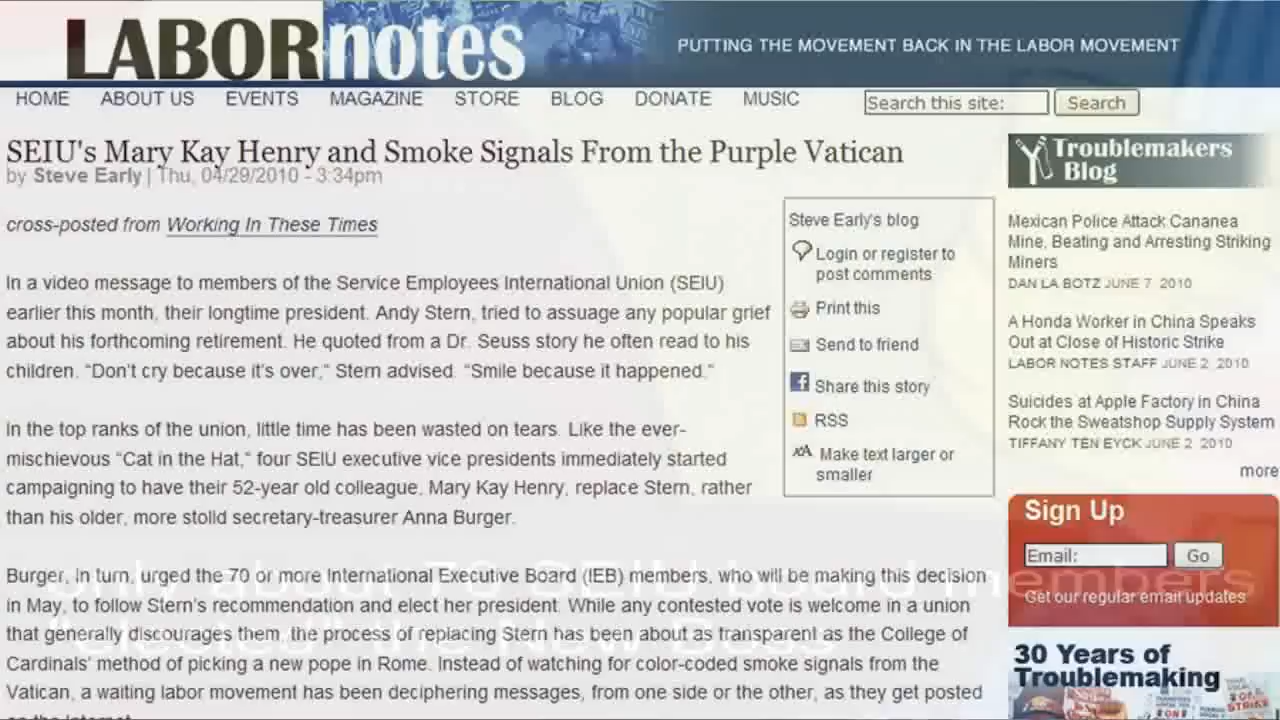 LABORnotes
PUTTING THE MOVEMENT BACK IN THE LABOR MOVEMENT
HOME ABOUT US EVENTS MAGAZINE STORE BLOG DONATE MUSIC Search this site: Search
SEIU's Mary Kay Henry and Smoke Signals From the Purple Vatican
by Steve Early | Thu, 04/29/2010 - 3:34pm
cross-posted from Working In These Times
In a video message to members of the Service Employees International Union (SEIU)
earlier this month, their longtime president, Andy Stern, tried to assuage any popular grief
about his forthcoming retirement. He quoted from a Dr. Seuss story he often read to his
children. “Don't cry because it's over,” Stern advised. “Smile because it happened.”
In the top ranks of the union, little time has been wasted on tears. Like the ever-
mischievous “Cat in the Hat,” four SEIU executive vice presidents immediately started
campaigning to have their 52-year old colleague, Mary Kay Henry, replace Stern, rather
than his older, more stolid secretary-treasurer Anna Burger.
Burger, in turn, urged the 70 or more International Executive Board (IEB) members, who will be making this decision
in May, to follow Stern's recommendation and elect her president. While any contested vote is welcome in a union
that generally discourages them, the process of replacing Stern has been about as transparent as the College of
Cardinals' method of picking a new pope in Rome. Instead of watching for color-coded smoke signals from the
Vatican, a waiting labor movement has been deciphering messages, from one side or the other, as they get posted
on the Internet.
Only about 70 SEIU board members
"elected" the New Boss
Steve Early's blog
Login or register to
post comments
Print this
Send to friend
Share this story
RSS
Make text larger or
smaller
Troublemakers
Blog
Mexican Police Attack Cananea
Mine, Beating and Arresting Striking
Miners
DAN LA BOTZ JUNE 7, 2010
A Honda Worker in China Speaks
Out at Close of Historic Strike
LABOR NOTES STAFF JUNE 2, 2010
Suicides at Apple Factory in China
Rock the Sweatshop Supply System
TIFFANY TEN EYCK JUNE 2, 2010
more
Sign Up
Email: Go
Get our regular email updates
30 Years of
Troublemaking